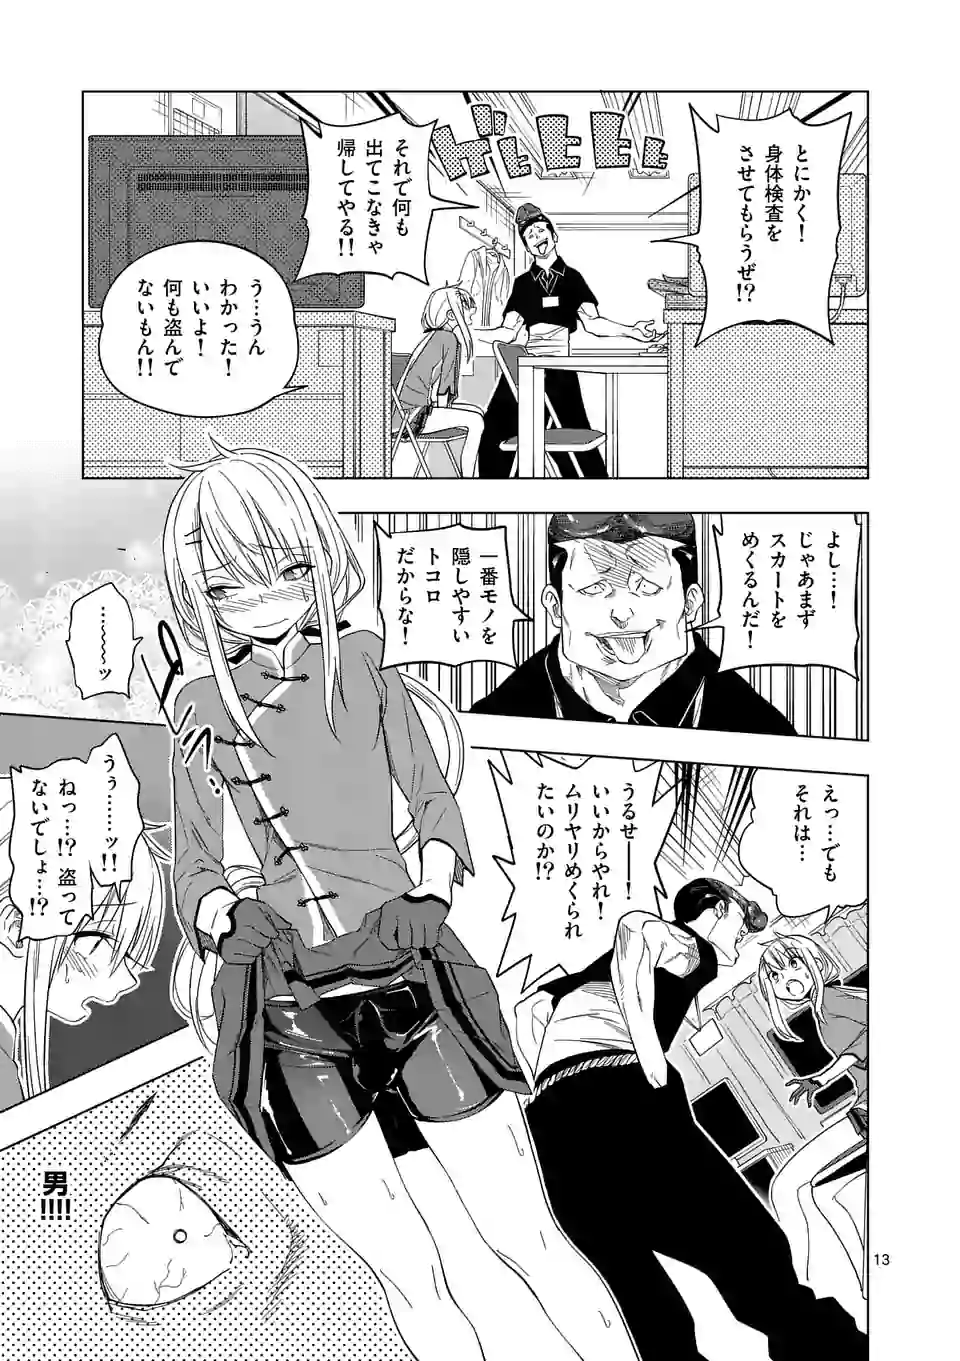 とにかく！
身体検査を
させてもらうぜ!?
ゲヒヒヒヒ
それで何も
出てこなきゃ
帰してやる!!
う…うん
わかった！
いいよ！
何も盗んで
ないもん!!
よし…！
じゃあまず
スカートを
めくるんだ！
一番モノを
隠しやすい
トコロ
だからな！
えっ…でも
それは…
うるせ――！
いいからやれ！
ムリヤリめくられ
たいのか!?
……
～～ッ
うぅ……ッ!!
ねっ…!?盗って
ないでしょ…!?
男!!!!
13